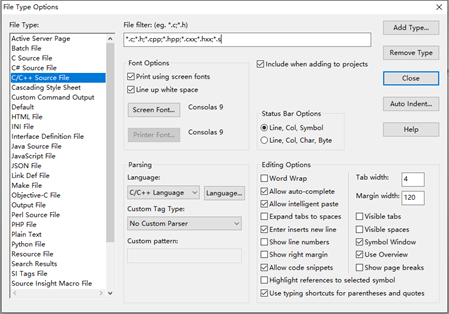 File Type Options
File Type:
File filter: (eg. *.c;*.h)
Active Server Page
Batch File
C Source File
C# Source File
C/C++ Source File
Cascading Style Sheet
Custom Command Output
Default
HTML File
INI File
Interface Definition File
Java Source File
JavaScript File
JSON File
Link Def File
Make File
Objective-C File
Output File
Perl Source File
PHP File
Plain Text
Python File
Resource File
Search Results
SI Tags File
Source Insight Macro File
*.c;*.h;*.cpp;*.hpp;*.cxx;*.hxx;*.s
Font Options
Print using screen fonts
Line up white space
Screen Font...
Consolas 9
Printer Font...
Consolas 9
Include when adding to projects
Status Bar Options
Line, Col, Symbol
Line, Col, Char, Byte
Add Type...
Remove Type
Close
Auto Indent...
Help
Parsing
Language:
C/C++ Language
Language...
Custom Tag Type:
No Custom Parser
Custom pattern:
Editing Options
Word Wrap
Allow auto-complete
Allow intelligent paste
Expand tabs to spaces
Enter inserts new line
Show line numbers
Show right margin
Allow code snippets
Highlight references to selected symbol
Use typing shortcuts for parentheses and quotes
Tab width:
4
Margin width:
120
Visible tabs
Visible spaces
Symbol Window
Use Overview
Show page breaks